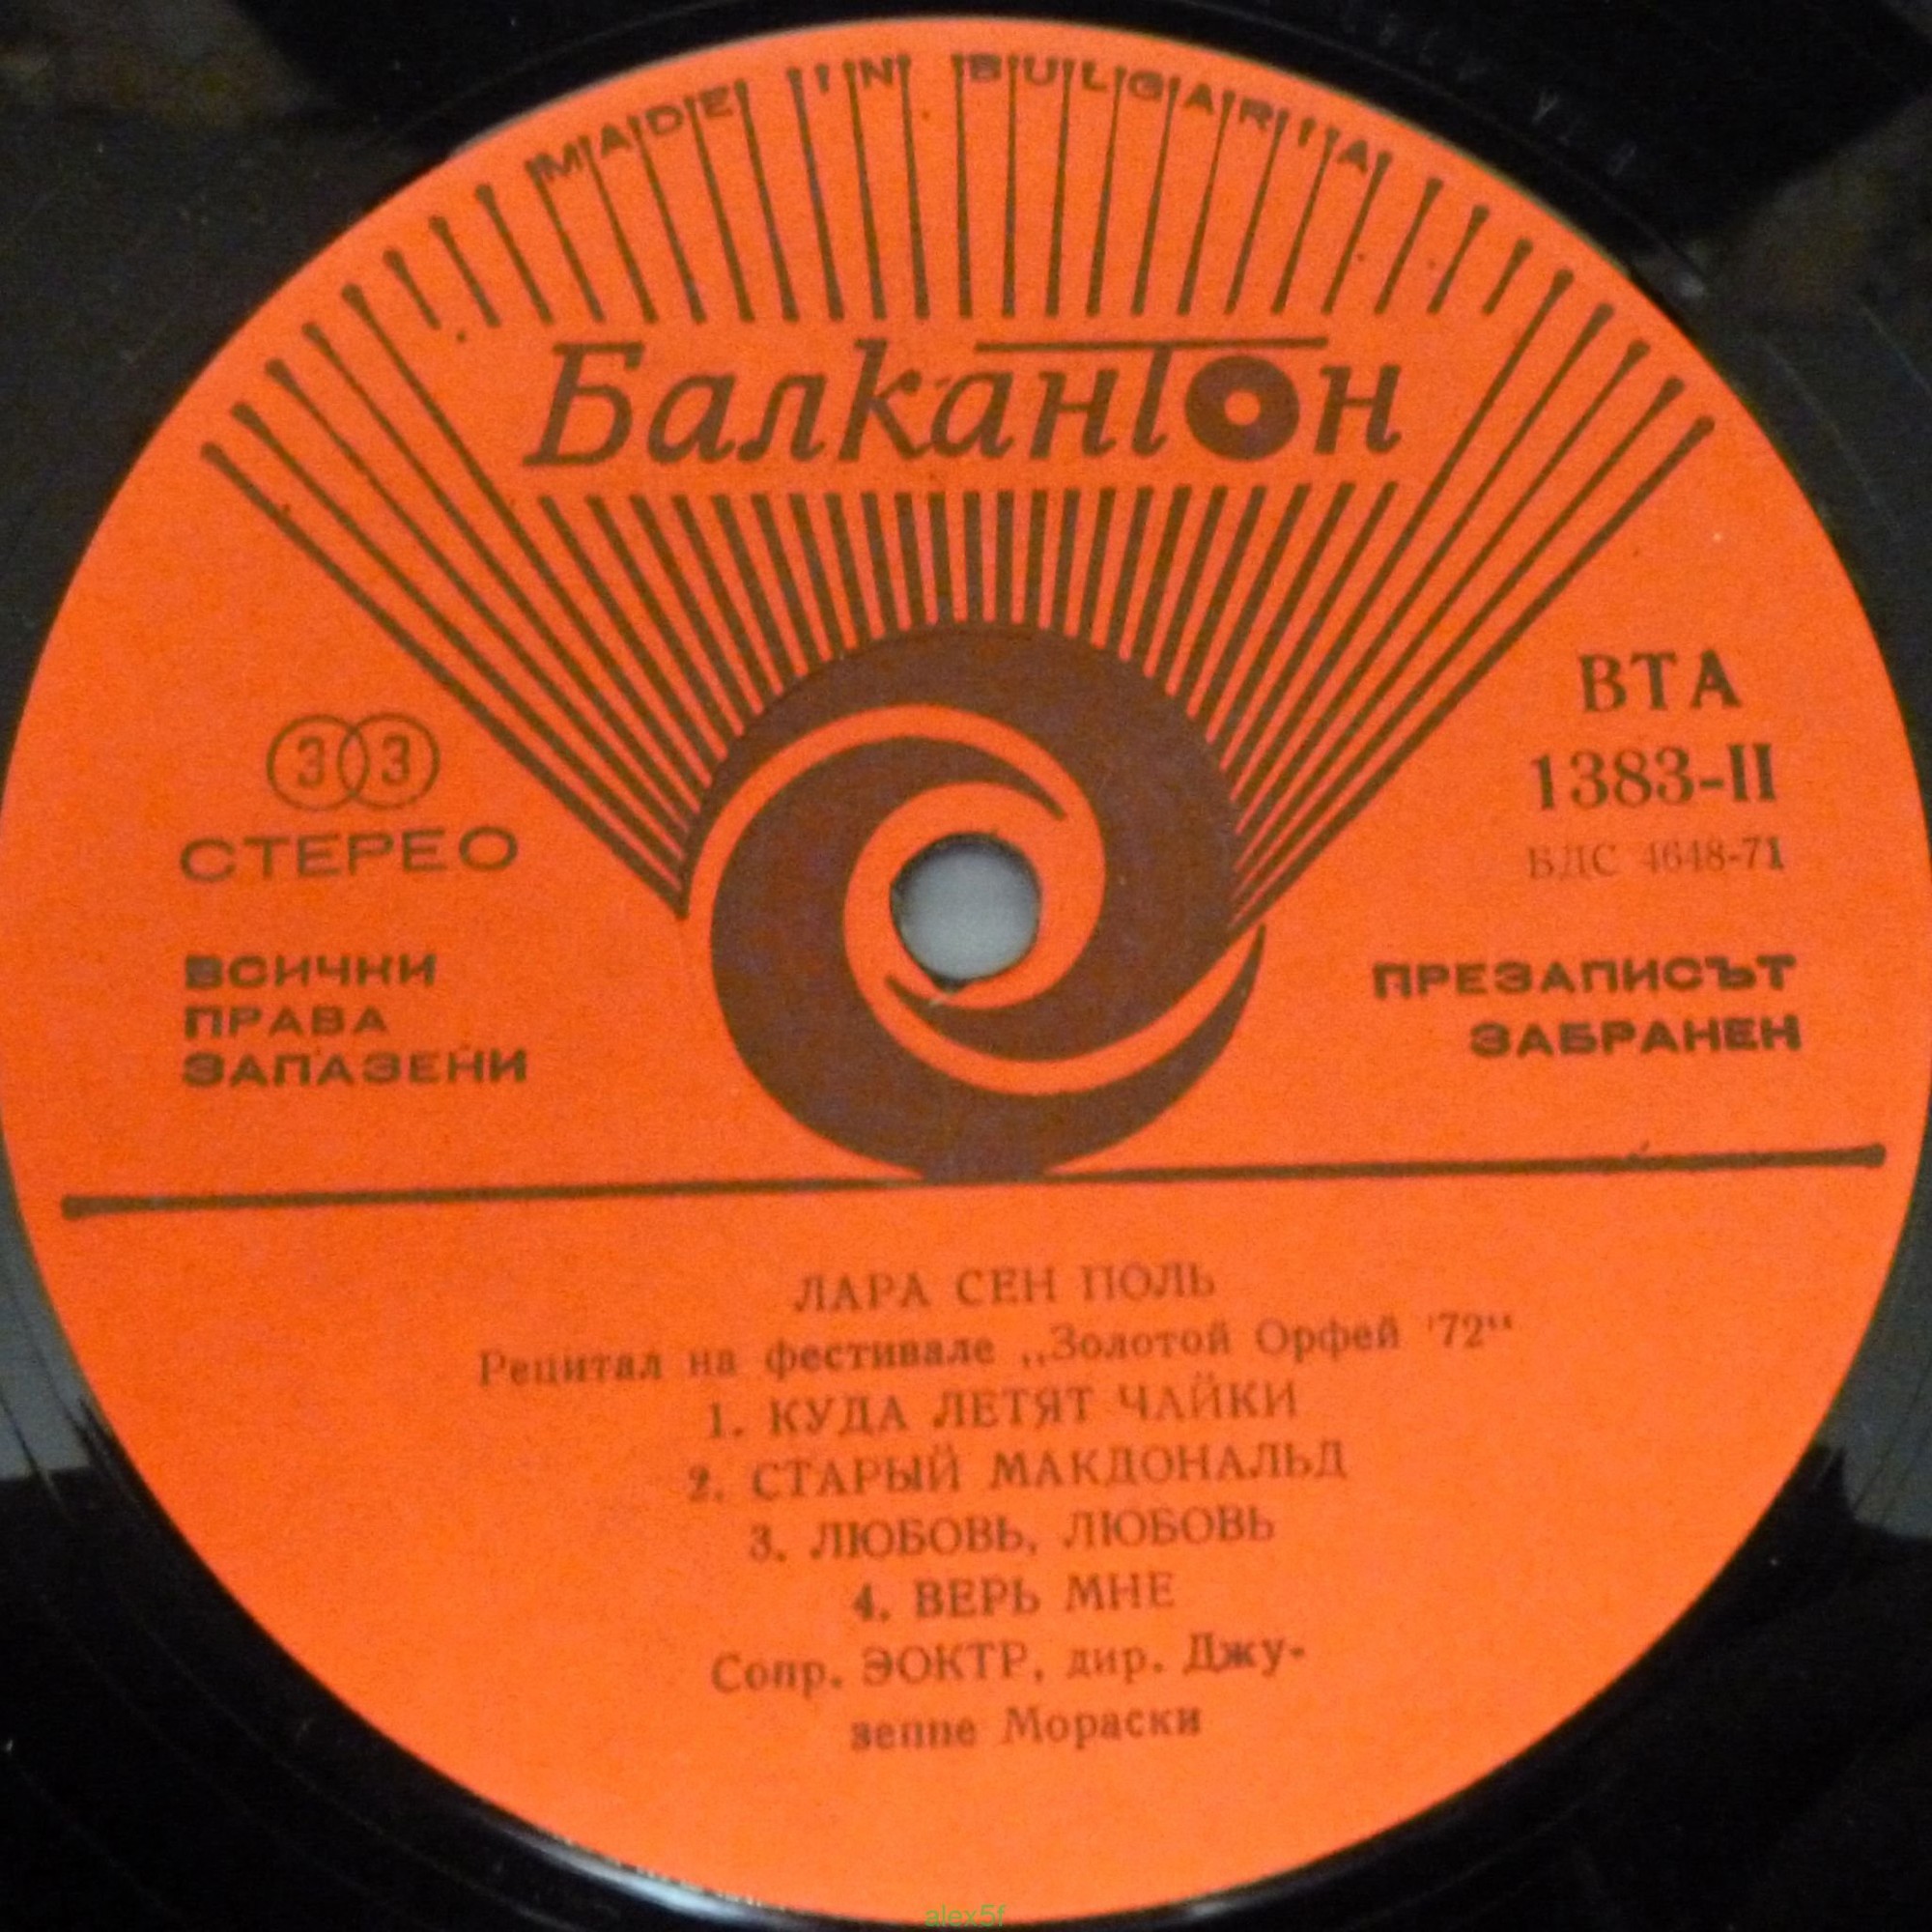 MADE IN BULGARIA
Балкантон
33
СТЕРЕО
ВСИЧКИ
ПРАВА
ЗАПАЗЕНИ
ВТА
1383-II
БДС 4648-71
ПРЕЗАПИСЪТ
ЗАБРАНЕН
ЛАРА СЕН ПОЛЬ
Рецитал на фестивале „Золотой Орфей '72“
1. КУДА ЛЕТЯТ ЧАЙКИ
2. СТАРЫЙ МАКДОНАЛЬД
3. ЛЮБОВЬ, ЛЮБОВЬ
4. ВЕРЬ МНЕ
Сопр. ЭОКТР, дир. Джу-
зеппе Мораски
alex5f